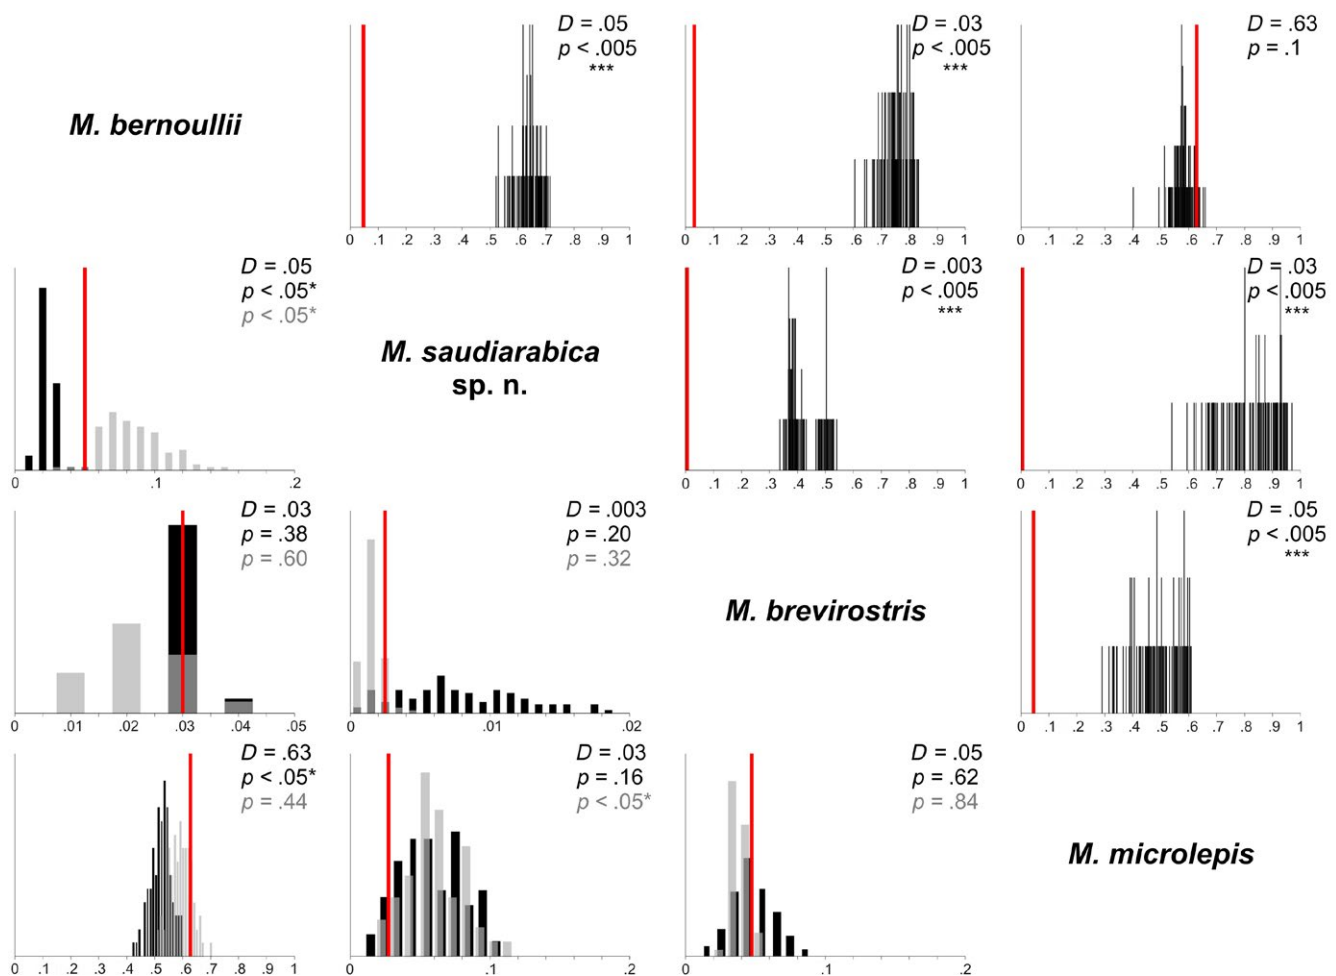 M. bernoullii
D = .05
p < .005
***
0 .1 .2 .3 .4 .5 .6 .7 .8 .9 1
D = .03
p < .005
***
0 .1 .2 .3 .4 .5 .6 .7 .8 .9 1
D = .63
p = .1
0 .1 .2 .3 .4 .5 .6 .7 .8 .9 1
D = .05
p < .05*
p < .05*
0 .1 .2
M. saudiarabica
sp. n.
D = .003
p < .005
***
0 .1 .2 .3 .4 .5 .6 .7 .8 .9 1
D = .03
p < .005
***
0 .1 .2 .3 .4 .5 .6 .7 .8 .9 1
D = .03
p = .38
p = .60
0 .01 .02 .03 .04 .05
D = .003
p = .20
p = .32
0 .01 .02
M. brevirostris
D = .05
p < .005
***
0 .1 .2 .3 .4 .5 .6 .7 .8 .9 1
D = .63
p < .05*
p = .44
0 .1 .2 .3 .4 .5 .6 .7 .8 .9 1
D = .03
p = .16
p < .05*
0 .1 .2
D = .05
p = .62
p = .84
0 .1 .2
M. microlepis